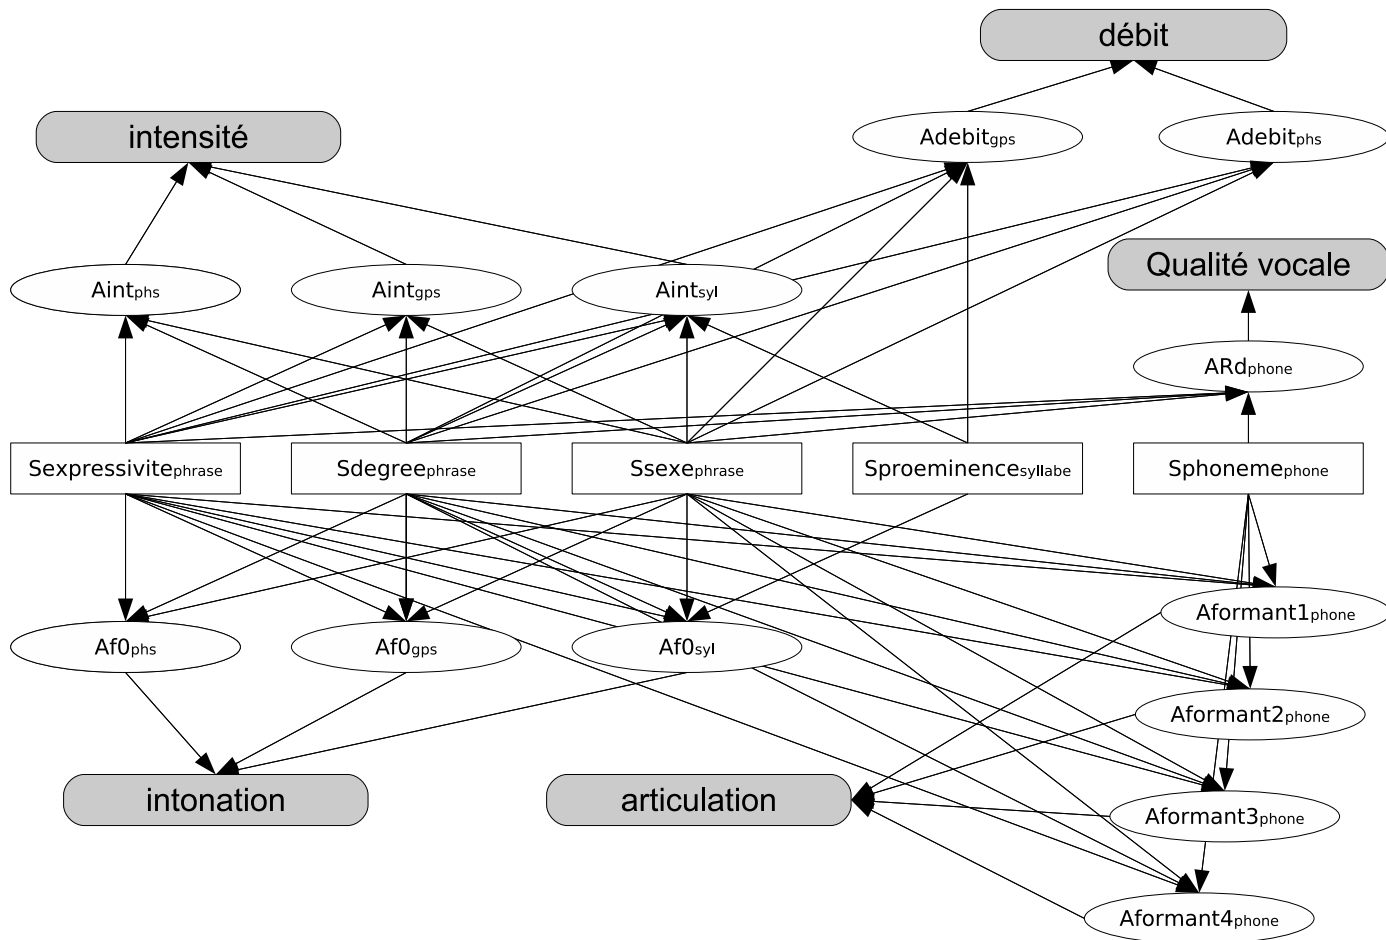 débit
intensité
Adebitgps
Adebitphs
Qualité vocale
Aintphs
Aintgps
Aintsyl
ARdphone
Sexpressivitephrase
Sdegreephrase
Ssexephrase
Sproeminencesyllabe
Sphonemephone
Aformant1phone
Af0phs
Af0gps
Af0syl
Aformant2phone
intonation
articulation
Aformant3phone
Aformant4phone